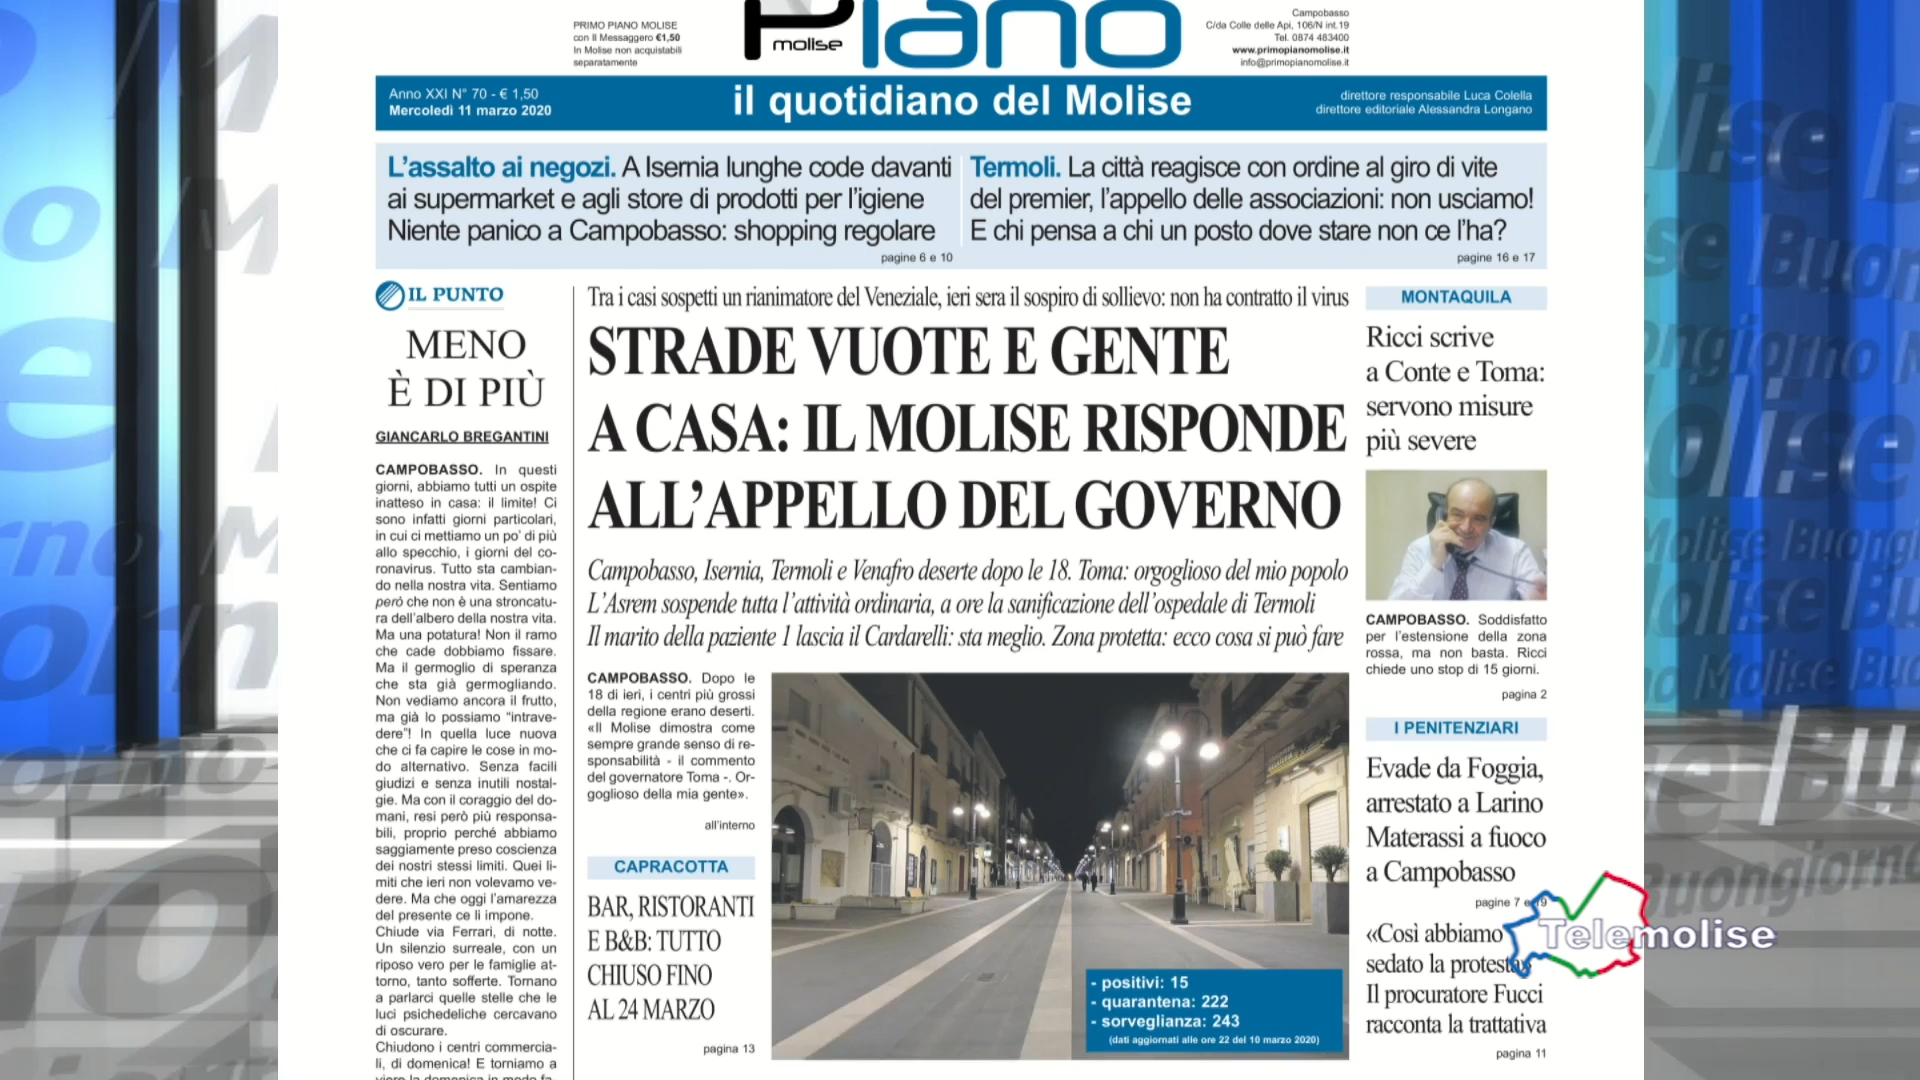 PRIMO PIANO MOLISE
con Il Messaggero €1,50
In Molise non acquistabili
separatamente
Piano
molise
Campobasso
C/da Colle delle Api, 106/N int.19
Tel. 0874 483400
www.primopianomolise.it
info@primopianomolise.it
Anno XXI N° 70 - € 1,50
Mercoledì 11 marzo 2020
il quotidiano del Molise
direttore responsabile Luca Colella
direttore editoriale Alessandra Longano
L'assalto ai negozi. A Isernia lunghe code davanti
ai supermarket e agli store di prodotti per l'igiene
Niente panico a Campobasso: shopping regolare
pagine 6 e 10
Termoli. La città reagisce con ordine al giro di vite
del premier, l'appello delle associazioni: non usciamo!
E chi pensa a chi un posto dove stare non ce l'ha?
pagine 16 e 17
IL PUNTO
MENO
È DI PIÙ
GIANCARLO BREGANTINI
CAMPOBASSO. In questi
giorni, abbiamo tutti un ospite
inatteso in casa: il limite! Ci
sono infatti giorni particolari,
in cui ci mettiamo un po' di più
allo specchio, i giorni del co-
ronavirus. Tutto sta cambian-
do nella nostra vita. Sentiamo
però che non è una stroncatu-
ra dell'albero della nostra vita.
Ma una potatura! Non il ramo
che cade dobbiamo fissare.
Ma il germoglio di speranza
che sta già germogliando.
Non vediamo ancora il frutto,
ma già lo possiamo "intrave-
dere"! In quella luce nuova
che ci fa capire le cose in mo-
do alternativo. Senza facili
giudizi e senza inutili nostal-
gie. Ma con il coraggio del do-
mani, resi però più responsa-
bili, proprio perché abbiamo
saggiamente preso coscienza
dei nostri stessi limiti. Quei li-
miti che ieri non volevamo ve-
dere. Ma che oggi l'amarezza
del presente ce li impone.
Chiude via Ferrari, di notte.
Un silenzio surreale, con un
riposo vero per le famiglie at-
torno, tanto sofferte. Tornano
a parlarci quelle stelle che le
luci psichedeliche cercavano
di oscurare.
Chiudono i centri commercia-
li, di domenica! E torniamo a
Tra i casi sospetti un rianimatore del Veneziale, ieri sera il sospiro di sollievo: non ha contratto il virus
STRADE VUOTE E GENTE
A CASA: IL MOLISE RISPONDE
ALL'APPELLO DEL GOVERNO
Campobasso, Isernia, Termoli e Venafro deserte dopo le 18. Toma: orgoglioso del mio popolo
L'Asrem sospende tutta l'attività ordinaria, a ore la sanificazione dell'ospedale di Termoli
Il marito della paziente 1 lascia il Cardarelli: sta meglio. Zona protetta: ecco cosa si può fare
CAMPOBASSO. Dopo le
18 di ieri, i centri più grossi
della regione erano deserti.
«Il Molise dimostra come
sempre grande senso di re-
sponsabilità - il commento
del governatore Toma -. Or-
goglioso della mia gente».
all'interno
CAPRACOTTA
BAR, RISTORANTI
E B&B: TUTTO
CHIUSO FINO
AL 24 MARZO
pagina 13
- positivi: 15
- quarantena: 222
- sorveglianza: 243
(dati aggiornati alle ore 22 del 10 marzo 2020)
MONTAQUILA
Ricci scrive
a Conte e Toma:
servono misure
più severe
CAMPOBASSO. Soddisfatto
per l'estensione della zona
rossa, ma non basta. Ricci
chiede uno stop di 15 giorni.
pagina 2
I PENITENZIARI
Evade da Foggia,
arrestato a Larino
Materassi a fuoco
a Campobasso
pagine 7 e 19
«Così abbiamo
sedato la protesta»
Il procuratore Fucci
racconta la trattativa
pagina 11
Telemolise